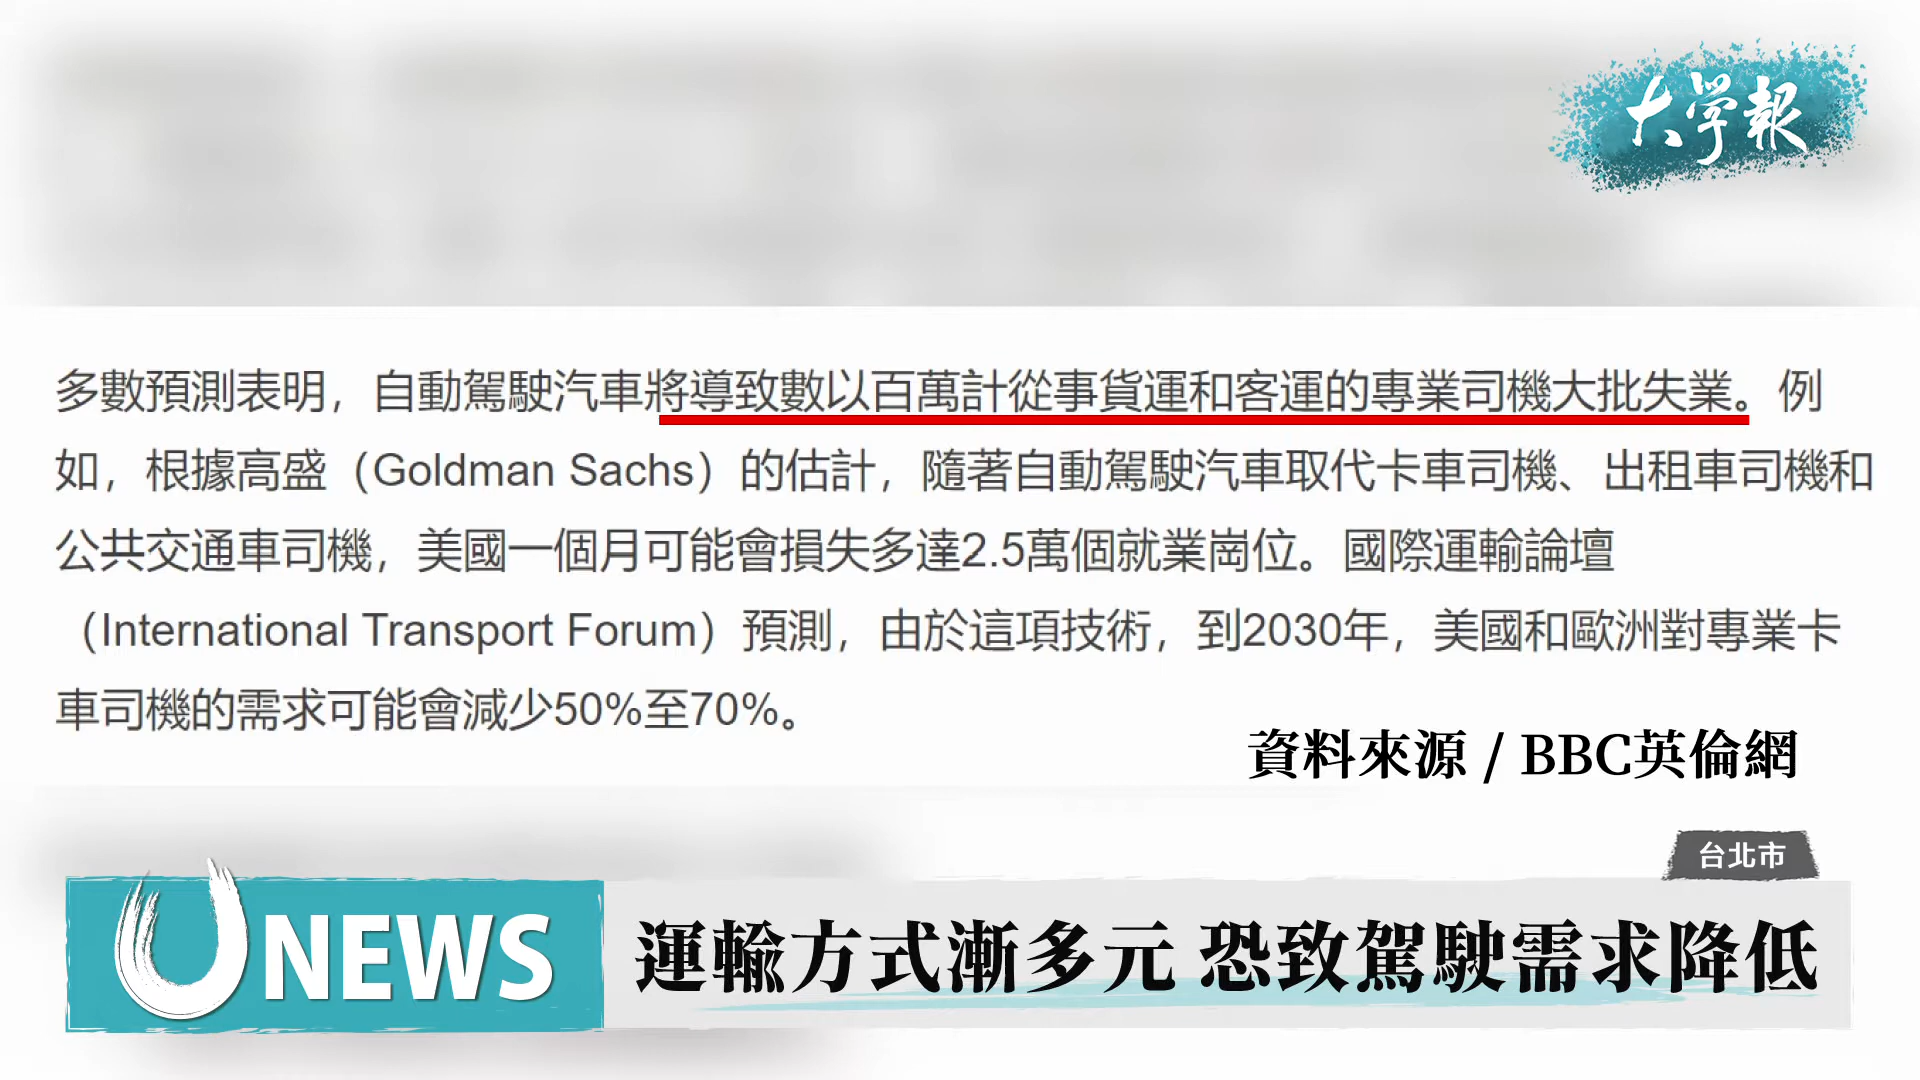 大学報
多數預測表明，自動駕駛汽車將導致數以百萬計從事貨運和客運的專業司機大批失業。例
如，根據高盛（Goldman Sachs）的估計，隨著自動駕駛汽車取代卡車司機、出租車司機和
公共交通車司機，美國一個月可能會損失多達2.5萬個就業崗位。國際運輸論壇
（International Transport Forum）預測，由於這項技術，到2030年，美國和歐洲對專業卡
車司機的需求可能會減少50%至70%。
資料來源 / BBC英倫網
台北市
UNEWS
運輸方式漸多元 恐致駕駛需求降低